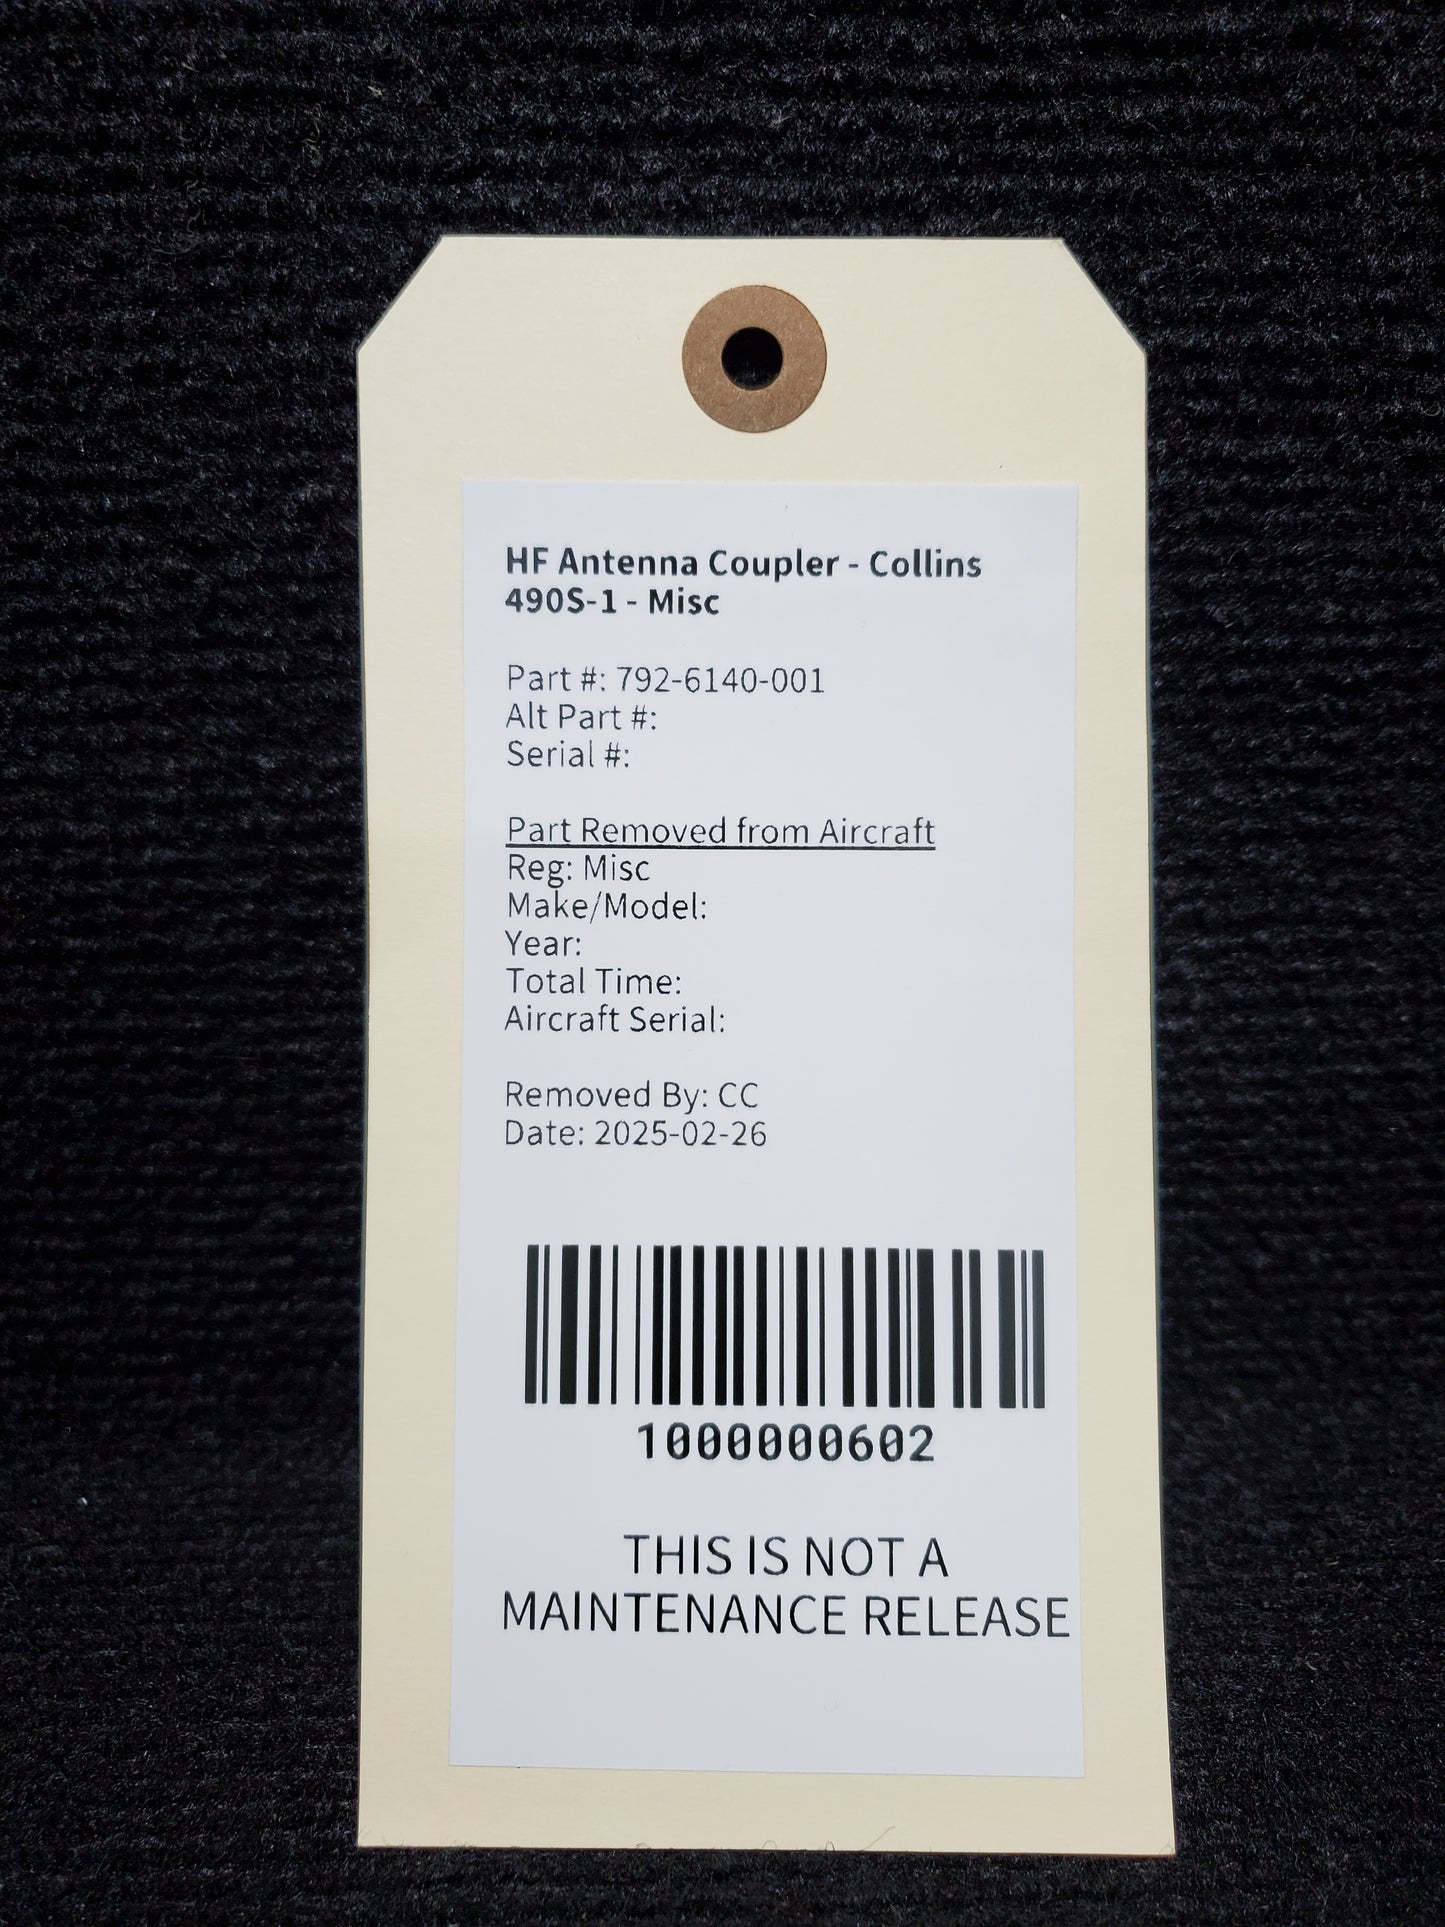 HF Antenna Coupler - Collins
490S-1 - Misc
Part #: 792-6140-001
Alt Part #:
Serial #:
Part Removed from Aircraft
Reg: Misc
Make/Model:
Year:
Total Time:
Aircraft Serial:
Removed By: CC
Date: 2025-02-26
1000000602
THIS IS NOT A
MAINTENANCE RELEASE